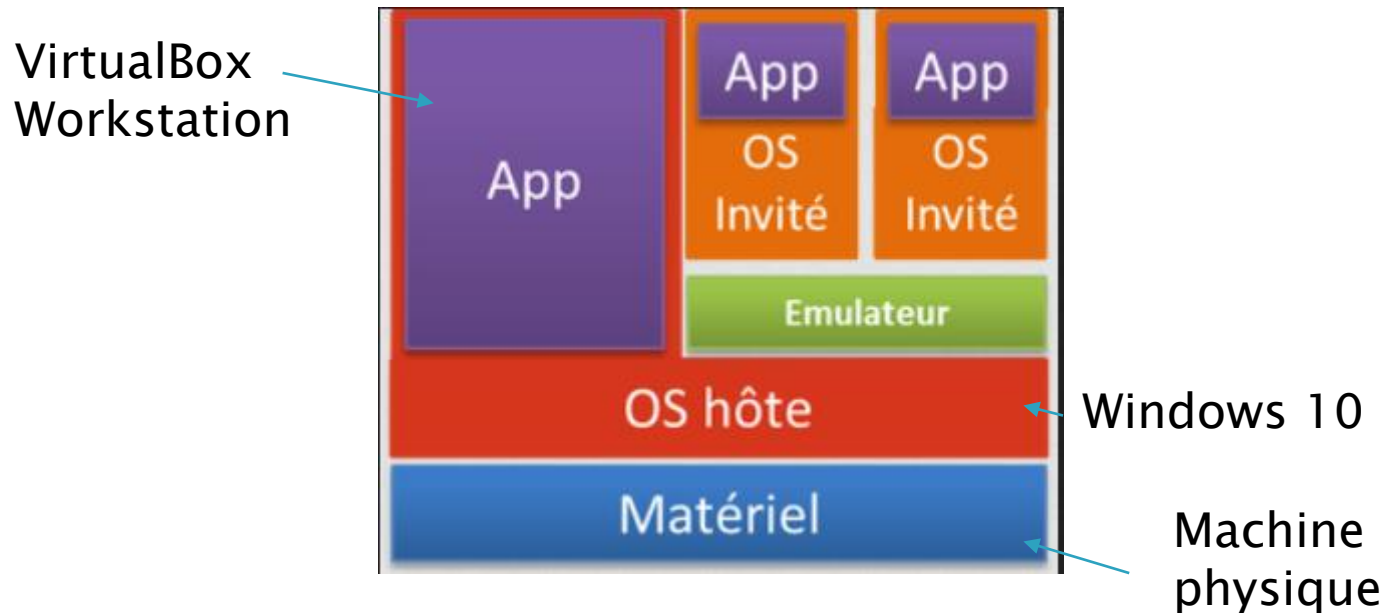 VirtualBox
Workstation
App
App
OS
Invité
App
OS
Invité
Emulateur
OS hôte
Windows 10
Matériel
Machine
physique